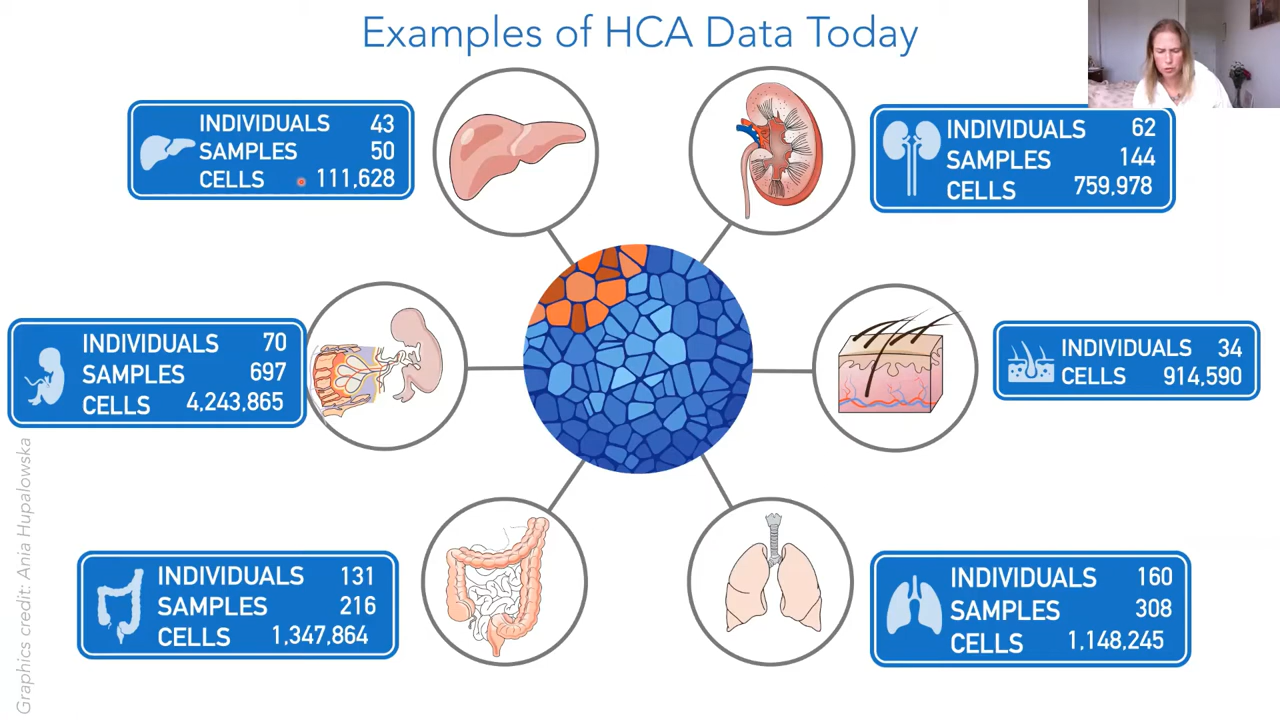 Examples of HCA Data Today
INDIVIDUALS 43
SAMPLES 50
CELLS 111,628
INDIVIDUALS 62
SAMPLES 144
CELLS 759,978
INDIVIDUALS 70
SAMPLES 697
CELLS 4,243,865
INDIVIDUALS 34
CELLS 914,590
INDIVIDUALS 131
SAMPLES 216
CELLS 1,347,864
INDIVIDUALS 160
SAMPLES 308
CELLS 1,148,245
Graphics credit: Ania Hupalowska